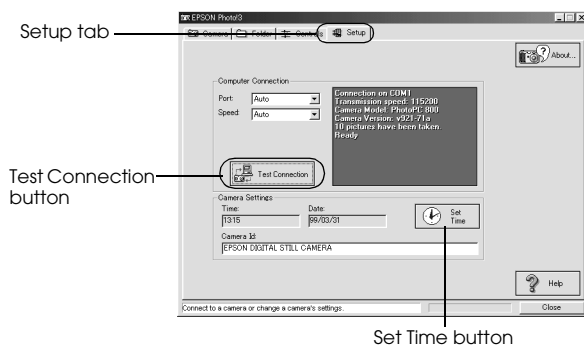 EPSON Photo!3
Setup tab
Camera
Folder
Controls
Setup
About...
Computer Connection
Port: Auto
Speed: Auto
Connection on COM1
Transmission speed: 115200
Camera Model: PhotoPC 800
Camera Version: v921-71a
10 pictures have been taken.
Ready
Test Connection
Test Connection
button
Camera Settings
Time: Date:
13:15 99/03/31
Set
Time
Camera Id:
EPSON DIGITAL STILL CAMERA
Help
Connect to a camera or change a camera's settings.
Close
Set Time button